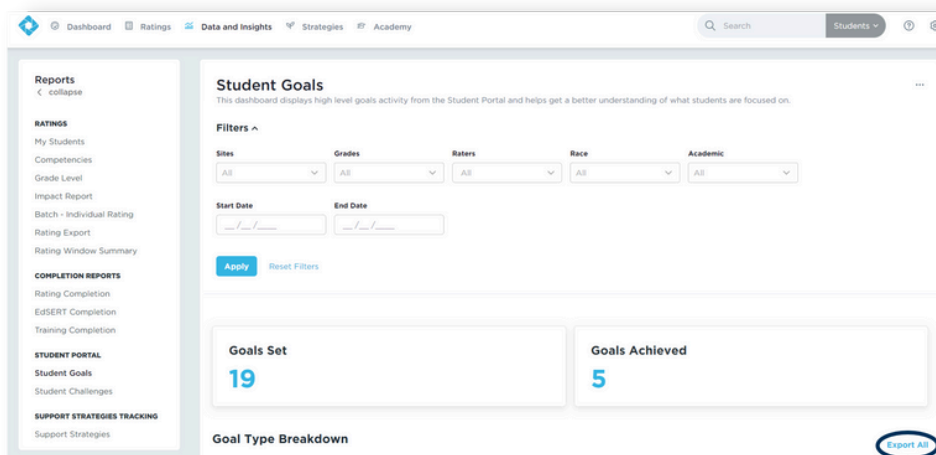 Dashboard Ratings Data and Insights Strategies Academy Search Students
Reports
collapse
RATINGS
My Students
Competencies
Grade Level
Impact Report
Batch - Individual Rating
Rating Export
Rating Window Summary
COMPLETION REPORTS
Rating Completion
EdSERT Completion
Training Completion
STUDENT PORTAL
Student Goals
Student Challenges
SUPPORT STRATEGIES TRACKING
Support Strategies
Student Goals
...
This dashboard displays high level goals activity from the Student Portal and helps get a better understanding of what students are focused on.
Filters
Sites Grades Raters Race Academic
All All All All All
Start Date End Date
__/__/____ __/__/____
Apply Reset Filters
Goals Set Goals Achieved
19 5
Goal Type Breakdown Export All